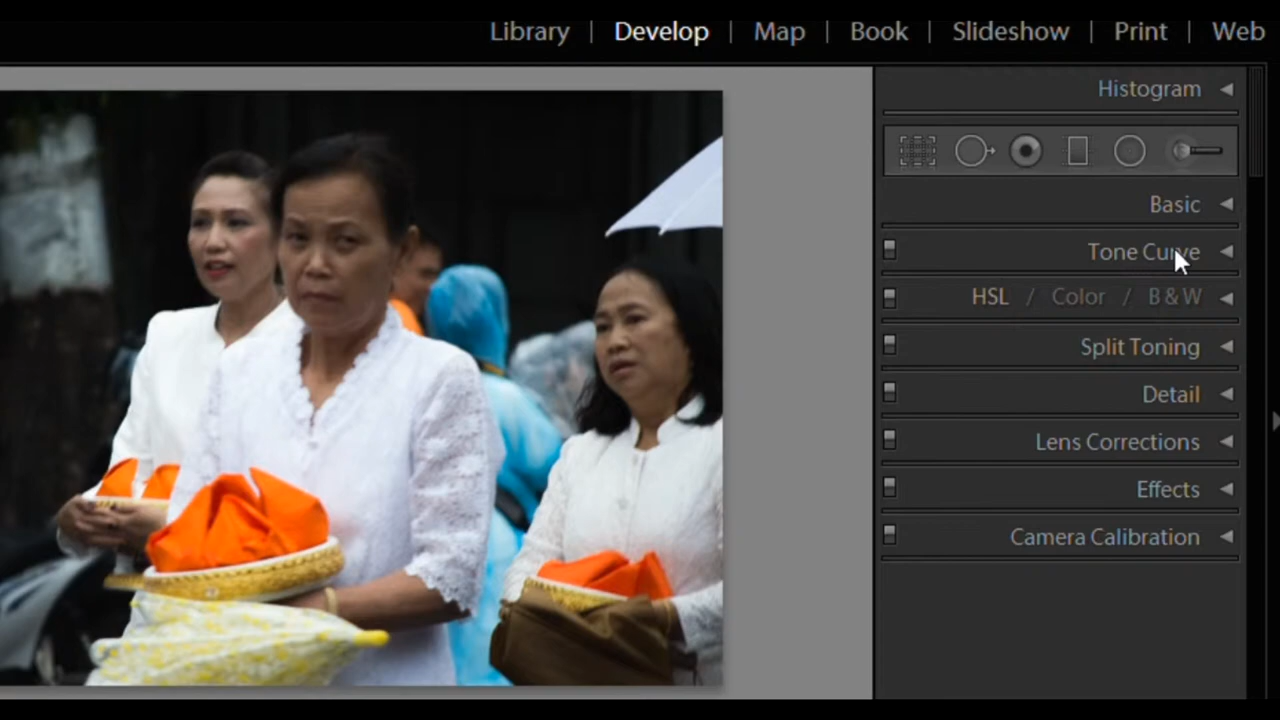 Library | Develop | Map | Book | Slideshow | Print | Web
Histogram
Basic
Tone Curve
HSL / Color / B & W
Split Toning
Detail
Lens Corrections
Effects
Camera Calibration